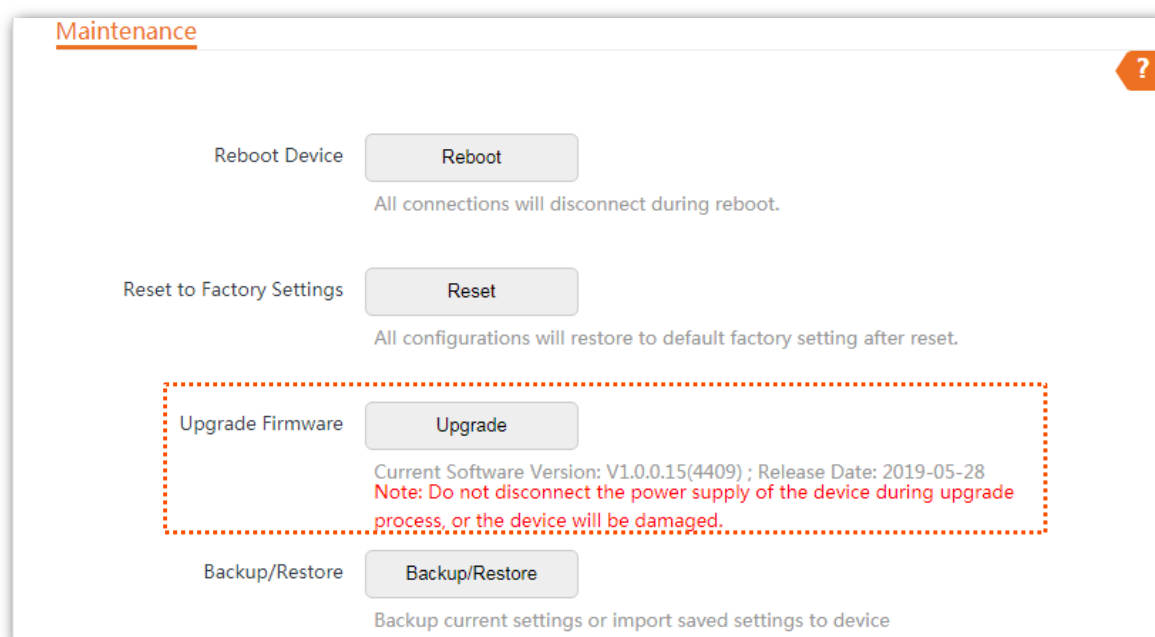 Maintenance
?
Reboot Device
Reboot
All connections will disconnect during reboot.
Reset to Factory Settings
Reset
All configurations will restore to default factory setting after reset.
Upgrade Firmware
Upgrade
Current Software Version: V1.0.0.15(4409) ; Release Date: 2019-05-28
Note: Do not disconnect the power supply of the device during upgrade
process, or the device will be damaged.
Backup/Restore
Backup/Restore
Backup current settings or import saved settings to device